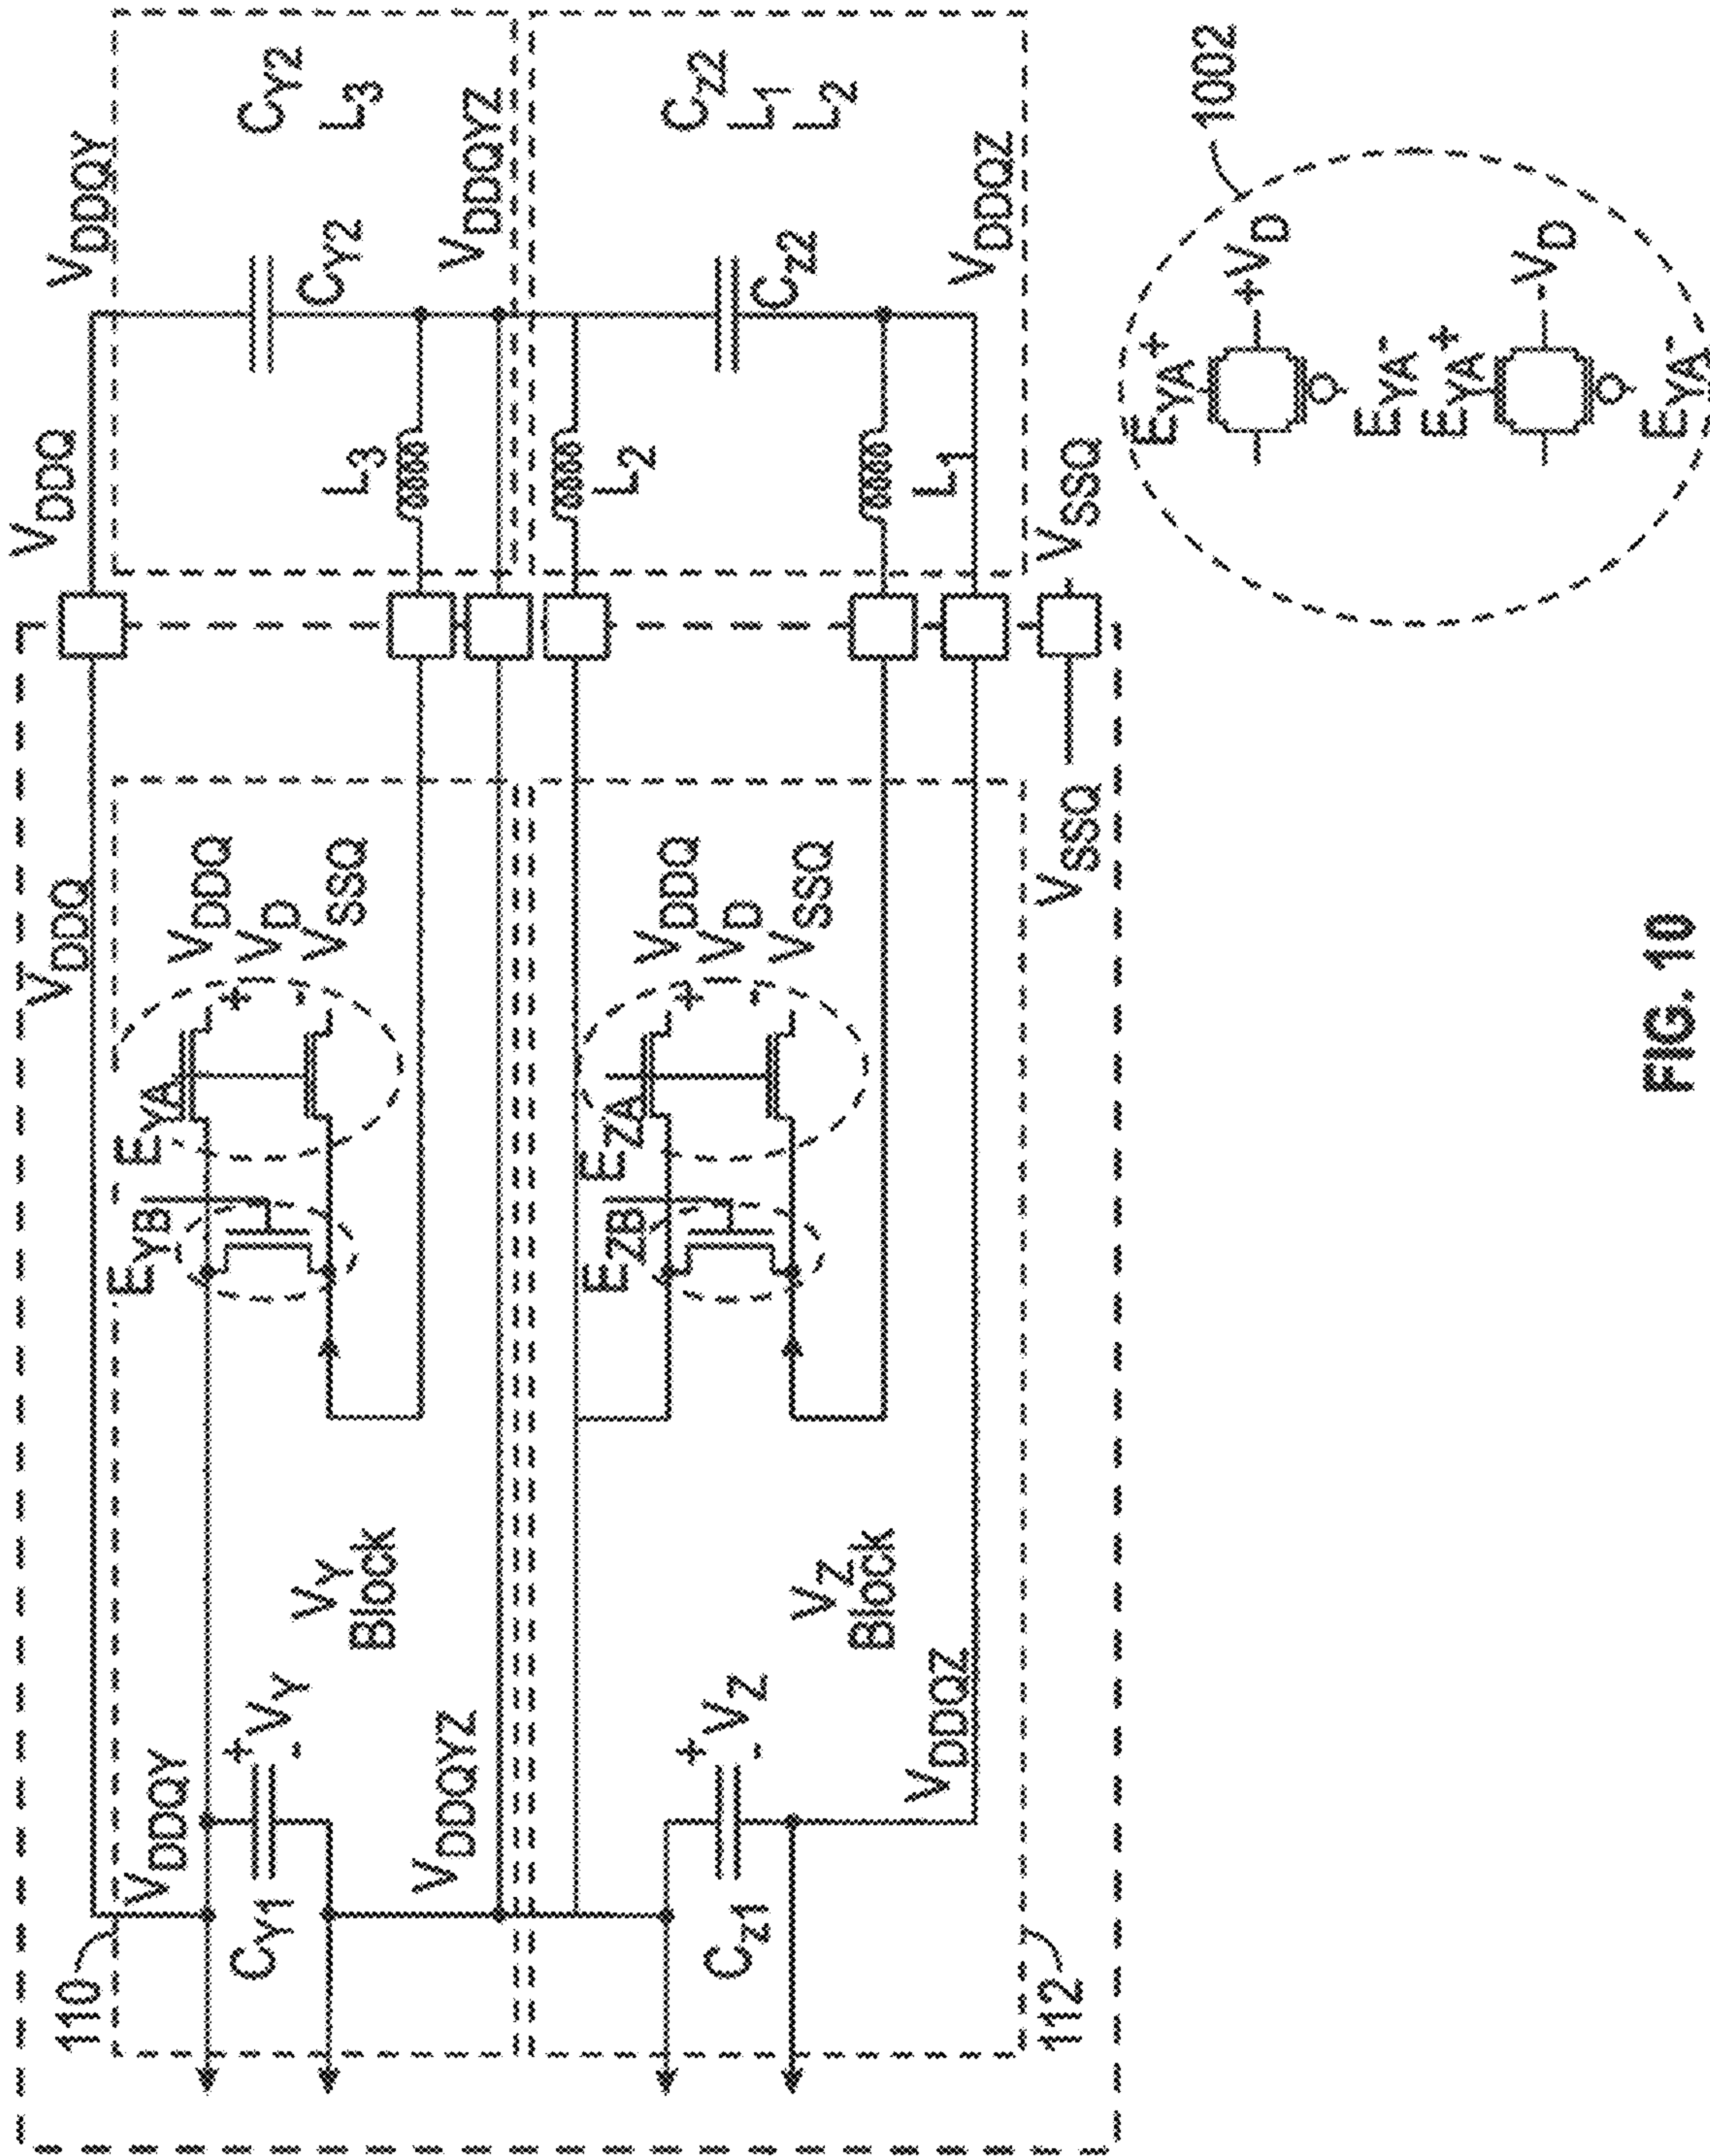 110
V_DDQ
V_DDQ
V_DDQY
V_DDQY
C_Y1
+
V_Y
-
V_Y
Block
E_YB
E_YA
+
V_DDQ
V_D
-
V_SSQ
L_3
C_Y2
C_Y2
L_3
V_DDQYZ
V_DDQYZ
C_Z1
+
V_Z
-
V_Z
Block
E_ZB
E_ZA
+
V_DDQ
V_D
-
V_SSQ
L_2
C_Z2
C_Z2
L_1
L_2
V_DDQZ
L_1
V_DDQZ
112
V_SSQ
V_SSQ
1002
E_YA+
+V_D
E_YA-
E_YA+
-V_D
E_YA-
FIG. 10